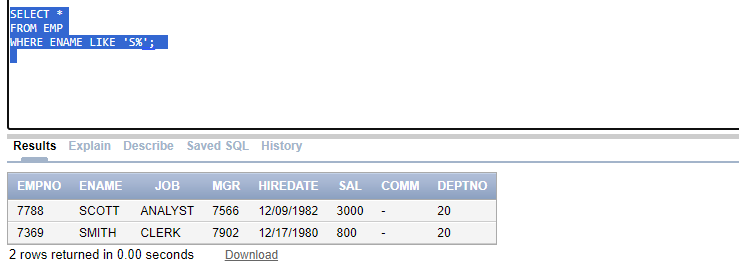 SELECT *
FROM EMP
WHERE ENAME LIKE 'S%';
Results Explain Describe Saved SQL History
EMPNO ENAME JOB MGR HIREDATE SAL COMM DEPTNO
7788 SCOTT ANALYST 7566 12/09/1982 3000 - 20
7369 SMITH CLERK 7902 12/17/1980 800 - 20
2 rows returned in 0.00 seconds Download